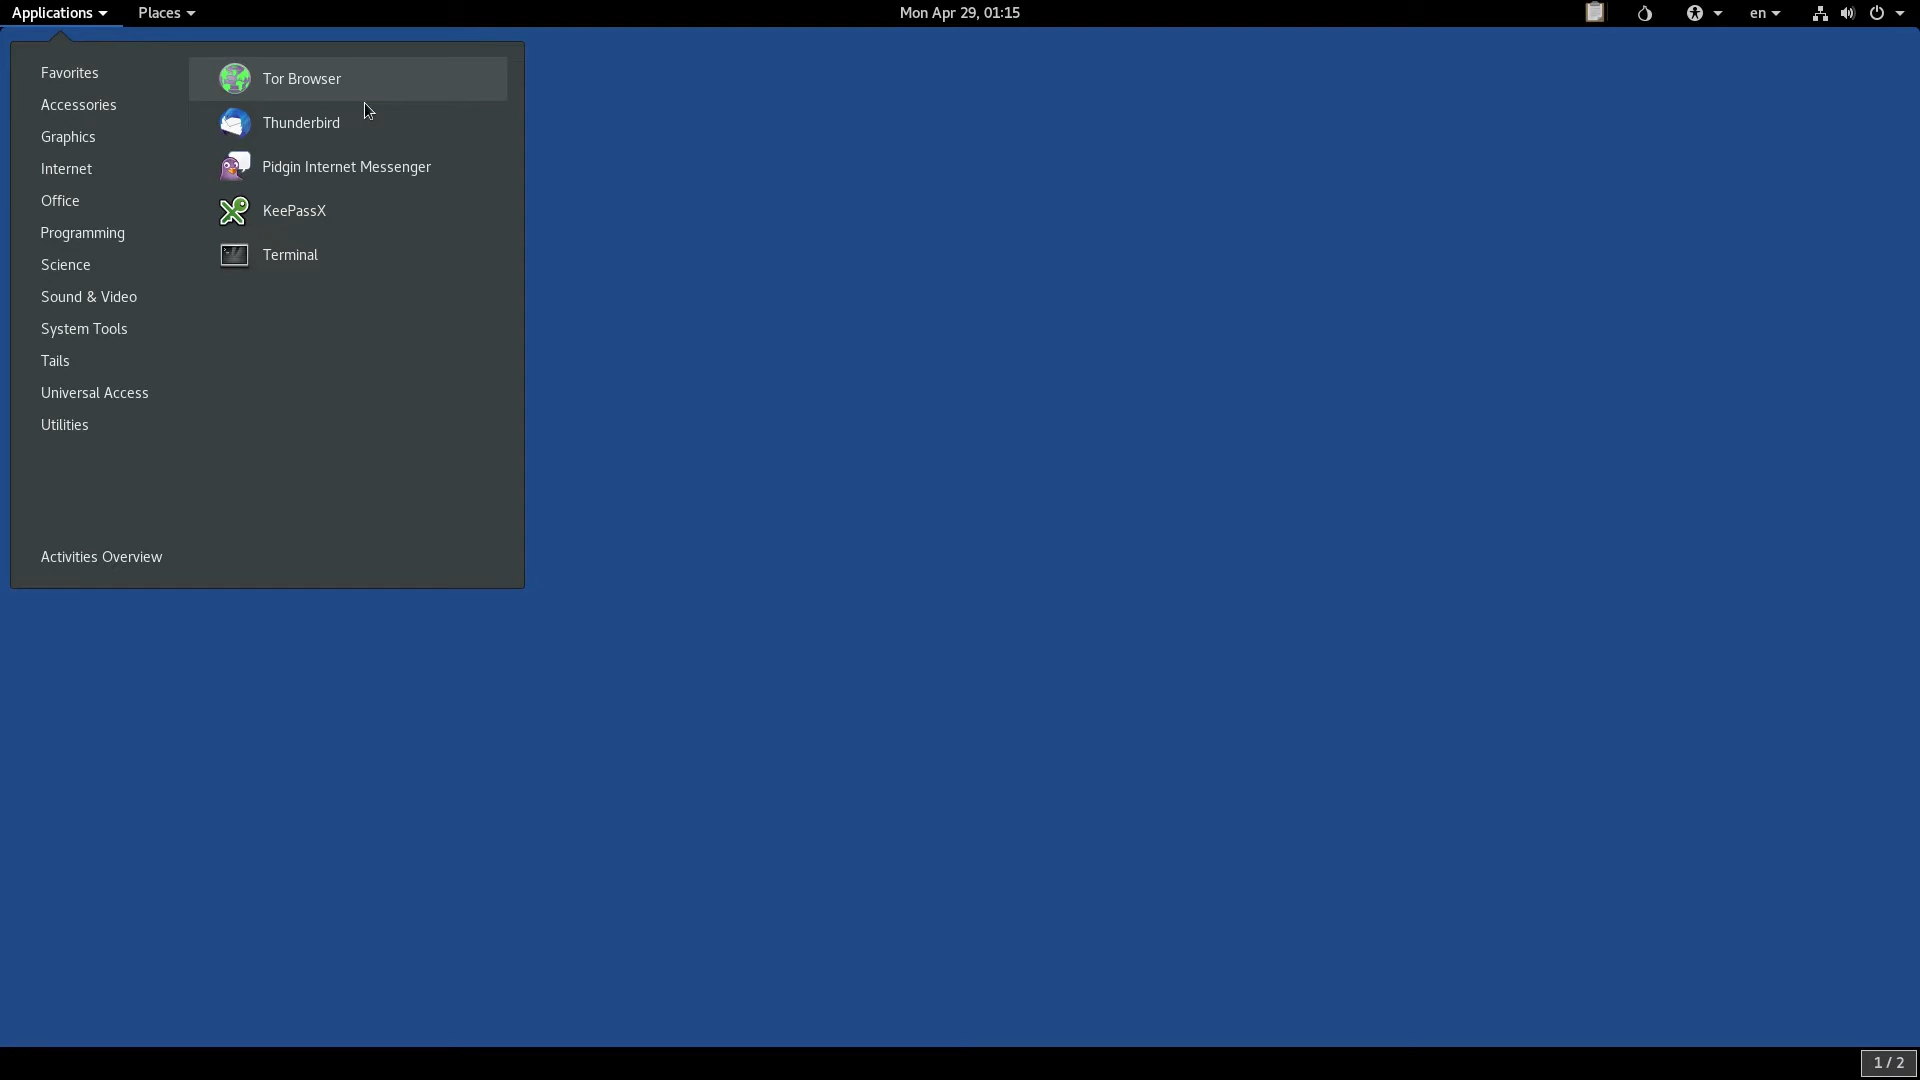 Applications Places Mon Apr 29, 01:15 en
Favorites
Accessories
Graphics
Internet
Office
Programming
Science
Sound & Video
System Tools
Tails
Universal Access
Utilities
Activities Overview
Tor Browser
Thunderbird
Pidgin Internet Messenger
KeePassX
Terminal
1 / 2